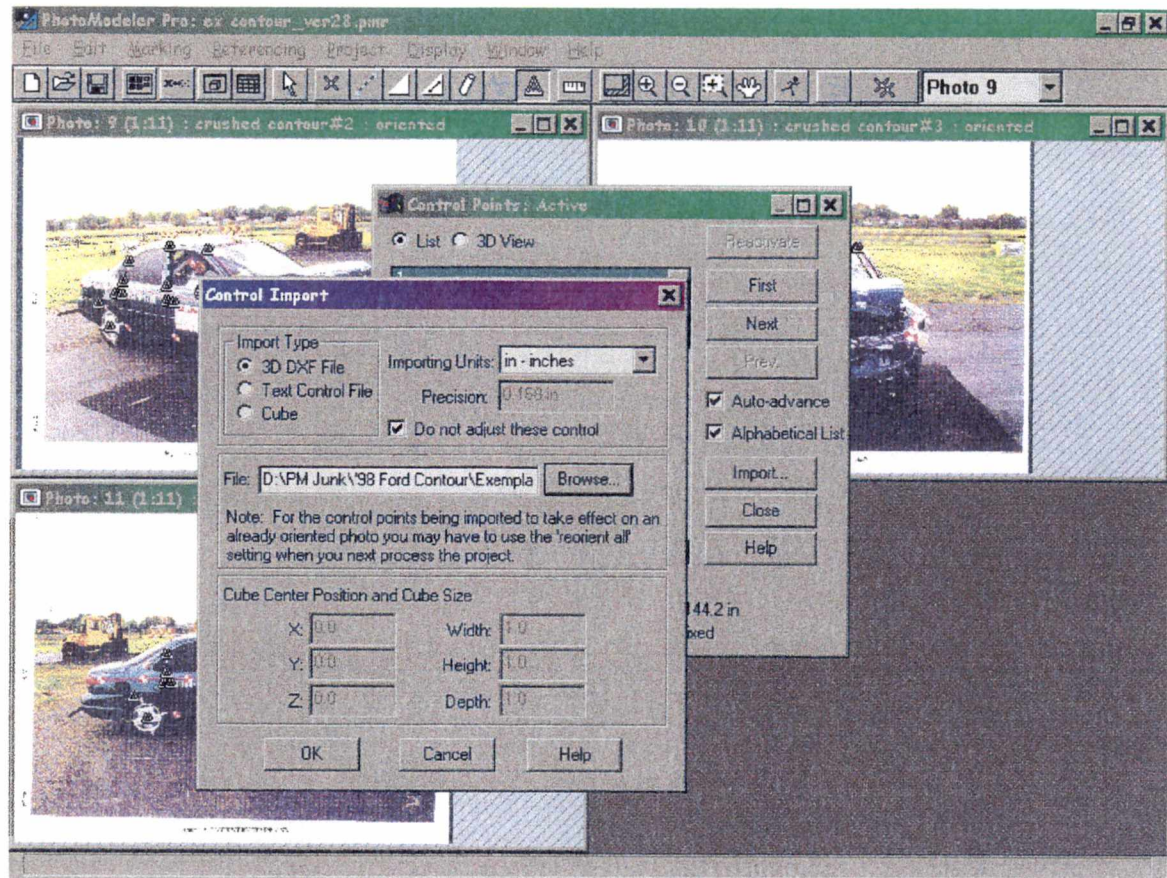 PhotoModeler Pro: ex contour_ver28.pmr
File Edit Marking Referencing Project Display Window Help
Photo 9
Photo: 9 (1:11) : crushed contour#2 : oriented
Photo: 10 (1:11) : crushed contour#3 : oriented
Control Points: Active
List 3D View
Reactivate
First
Next
Prev.
Auto-advance
Alphabetical List
Import...
Close
Help
144.2 in
Control Import
Import Type
3D DXF File
Text Control File
Cube
Importing Units: in - inches
Precision: 0.168 in
Do not adjust these control
File: D:\PM Junk\'98 Ford Contour\Exempla Browse...
Note: For the control points being imported to take effect on an
already oriented photo you may have to use the 'reorient all'
setting when you next process the project.
Cube Center Position and Cube Size
X: 0.0 Width: 1.0
Y: 0.0 Height: 1.0
Z: 0.0 Depth: 1.0
OK Cancel Help
Photo: 11 (1:11)